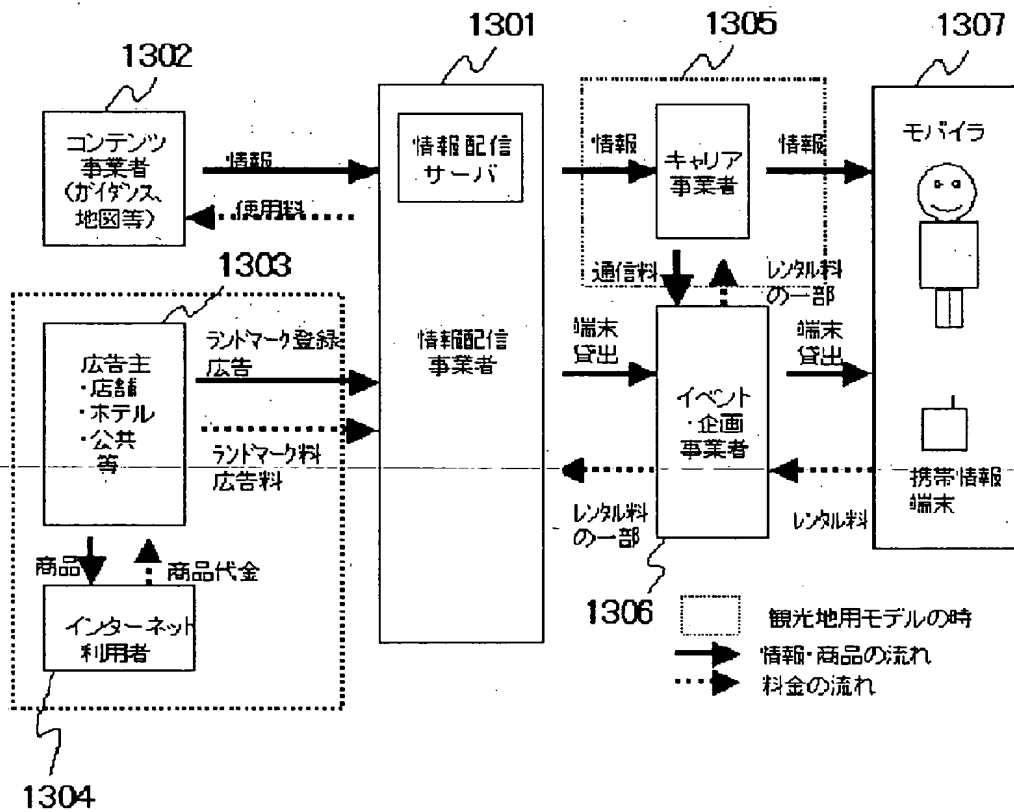 1301
1302
1305
1307
コンテンツ
事業者
(ガイダンス、
地図等)
情報
使用料
情報配信
サーバ
情報配信
事業者
情報
キャリア
事業者
情報
モバイラ
通信料
レンタル料
の一部
1303
広告主
・店舗
・ホテル
・公共
等
ランドマーク登録
広告
ランドマーク料
広告料
端末
貸出
イベント
・企画
事業者
端末
貸出
レンタル料
の一部
レンタル料
携帯情報
端末
商品
商品代金
インターネット
利用者
1304
1306
観光地用モデルの時
情報・商品の流れ
料金の流れ